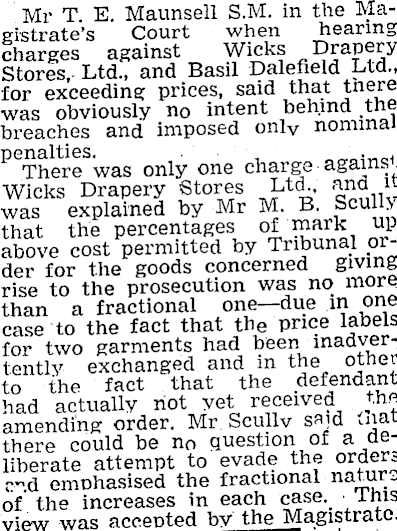 Mr T. E. Maunsell S.M. in the Ma-
gistrate's Court when hearing
charges against Wicks Drapery
Stores, Ltd., and Basil Dalefield Ltd.,
for exceeding prices, said that there
was obviously no intent behind the
breaches and imposed only nominal
penalties.
There was only one charge against
Wicks Drapery Stores Ltd., and it
was explained by Mr M. B. Scully
that the percentages of mark up
above cost permitted by Tribunal or-
der for the goods concerned giving
rise to the prosecution was no more
than a fractional one—due in one
case to the fact that the price labels
for two garments had been inadver-
tently exchanged and in the other
to the fact that the defendant
had actually not yet received the
amending order. Mr Scully said that
there could be no question of a de-
liberate attempt to evade the orders
and emphasised the fractional nature
of the increases in each case. This
view was accepted by the Magistrate.